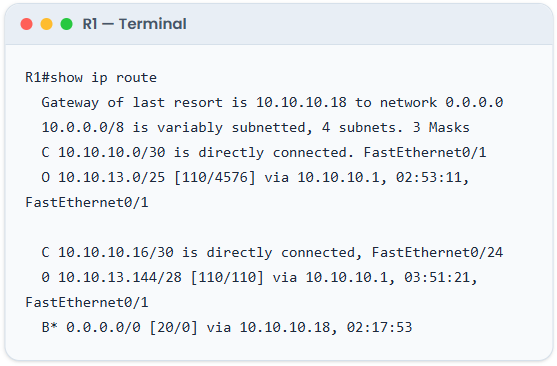 R1 — Terminal
R1#show ip route
Gateway of last resort is 10.10.10.18 to network 0.0.0.0
10.0.0.0/8 is variably subnetted, 4 subnets. 3 Masks
C 10.10.10.0/30 is directly connected. FastEthernet0/1
O 10.10.13.0/25 [110/4576] via 10.10.10.1, 02:53:11,
FastEthernet0/1
C 10.10.10.16/30 is directly connected, FastEthernet0/24
0 10.10.13.144/28 [110/110] via 10.10.10.1, 03:51:21,
FastEthernet0/1
B* 0.0.0.0/0 [20/0] via 10.10.10.18, 02:17:53